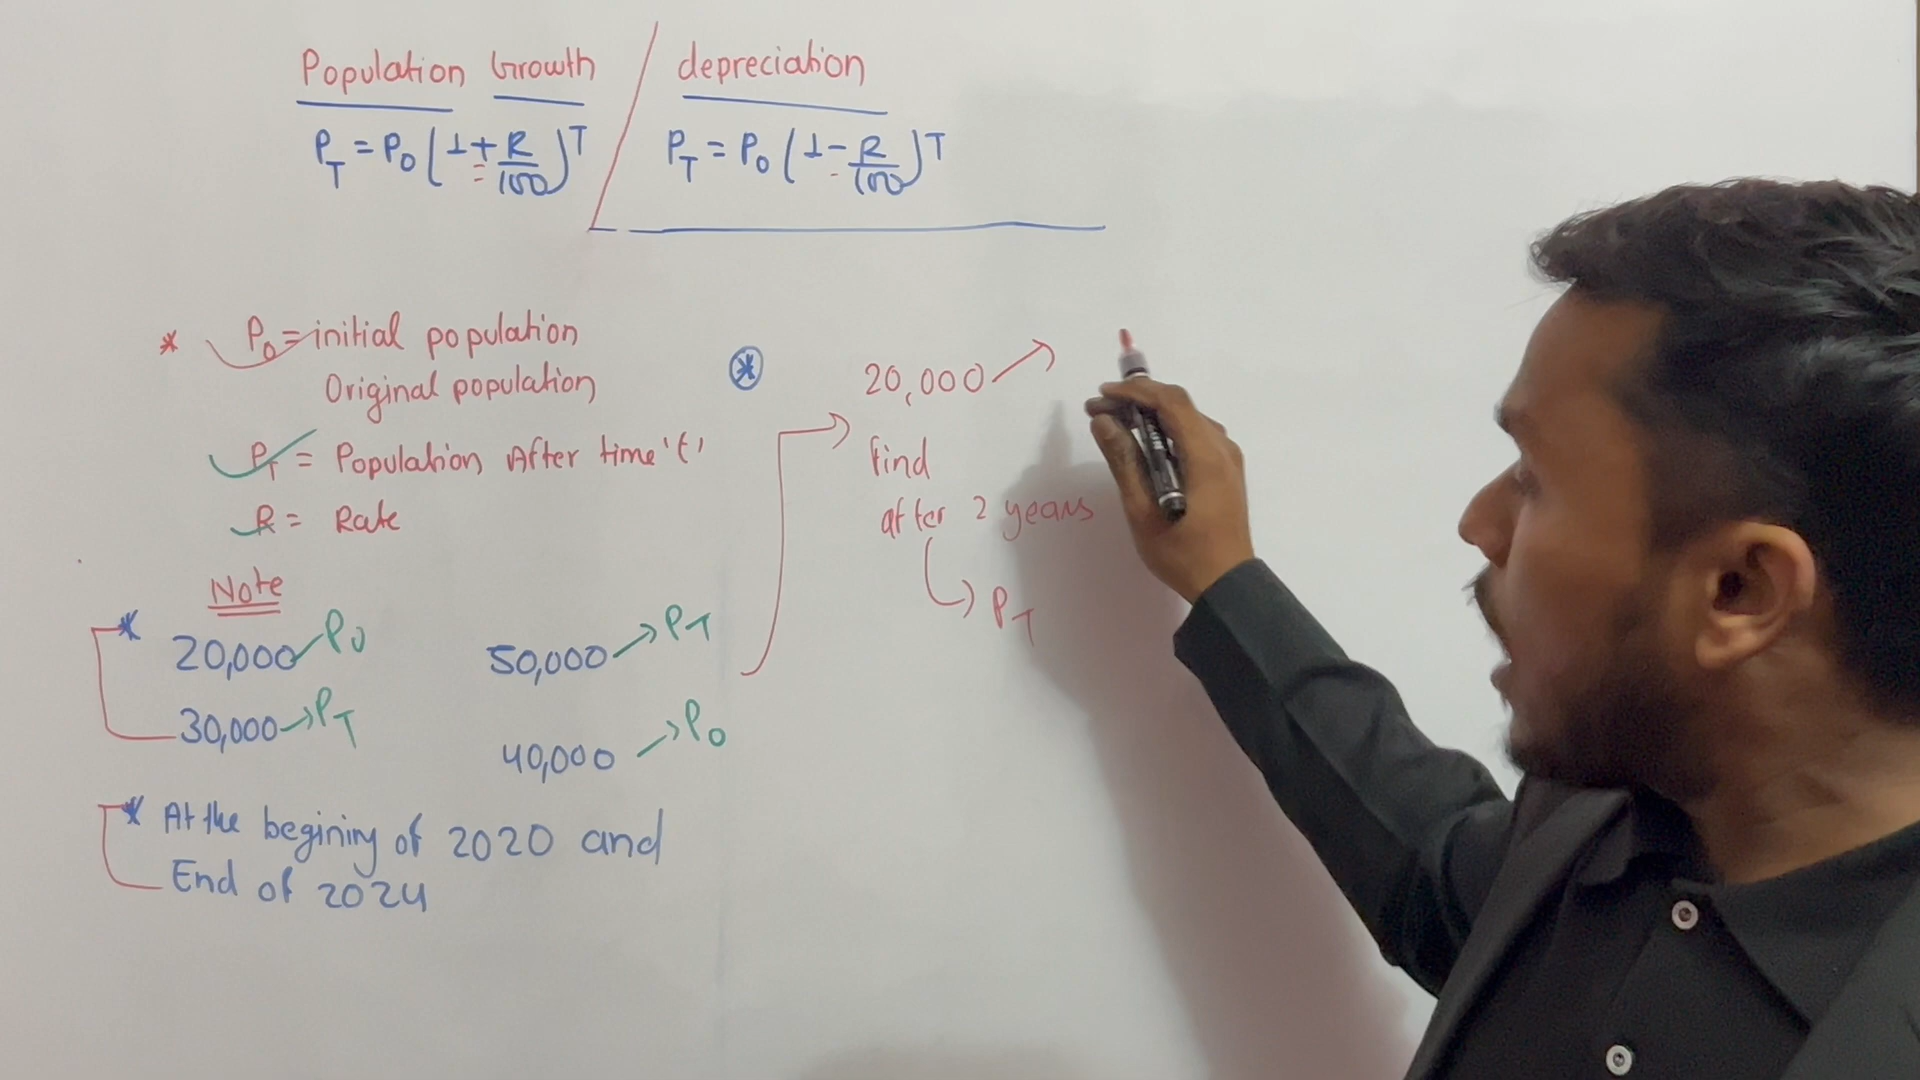 Population Growth / depreciation
P_T = P_0 (1 + R/100)^T
P_T = P_0 (1 - R/100)^T
* P_0 = initial population
Original population
P_T = Population After time 't'
R = Rate
Note
* 20,000 P_0
30,000 → P_T
50,000 → P_T
40,000 → P_0
* At the begining of 2020 and
End of 2024
* 20,000 →
find
after 2 years
→ P_T